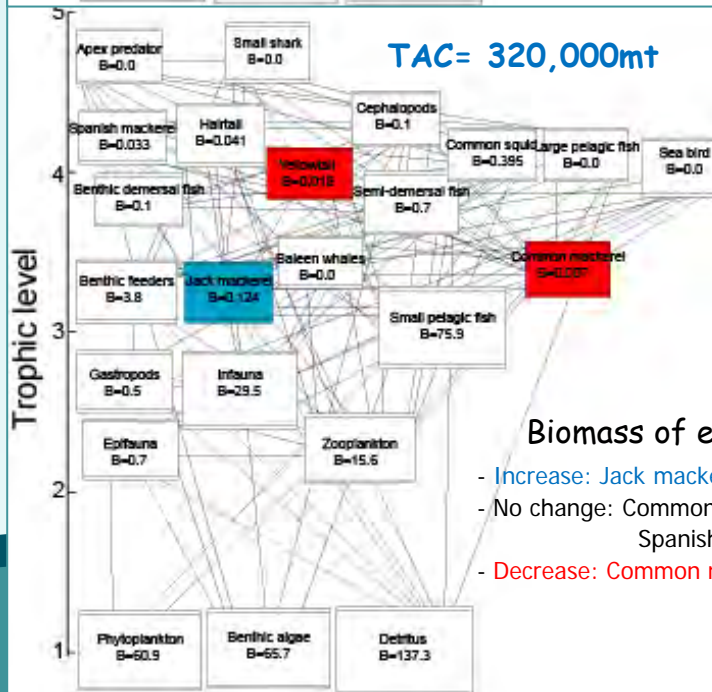 5
Apex predator
B=0.0
Small shark
B=0.0
TAC= 320,000mt
Spanish mackerel
B=0.033
Hairtail
B=0.041
Cephalopods
B=0.1
Common squid
B=0.395
Large pelagic fish
B=0.0
Sea bird
B=0.0
4
Yellowtail
Benthic demersal fish
B=0.1
Semi-demersal fish
B=0.7
Baleen whales
B=0.0
Common mackerel
Benthic feeders
B=3.8
Jack mackerel
B=0.124
Small pelagic fish
B=75.9
3
Trophic level
Gastropods
B=0.5
Infauna
B=29.5
Epifauna
B=0.7
Zooplankton
B=15.6
2
Biomass of e
- Increase: Jack macke
- No change: Common
Spanish
- Decrease: Common m
Phytoplankton
B=60.9
Benthic algae
B=65.7
Detritus
B=137.3
1